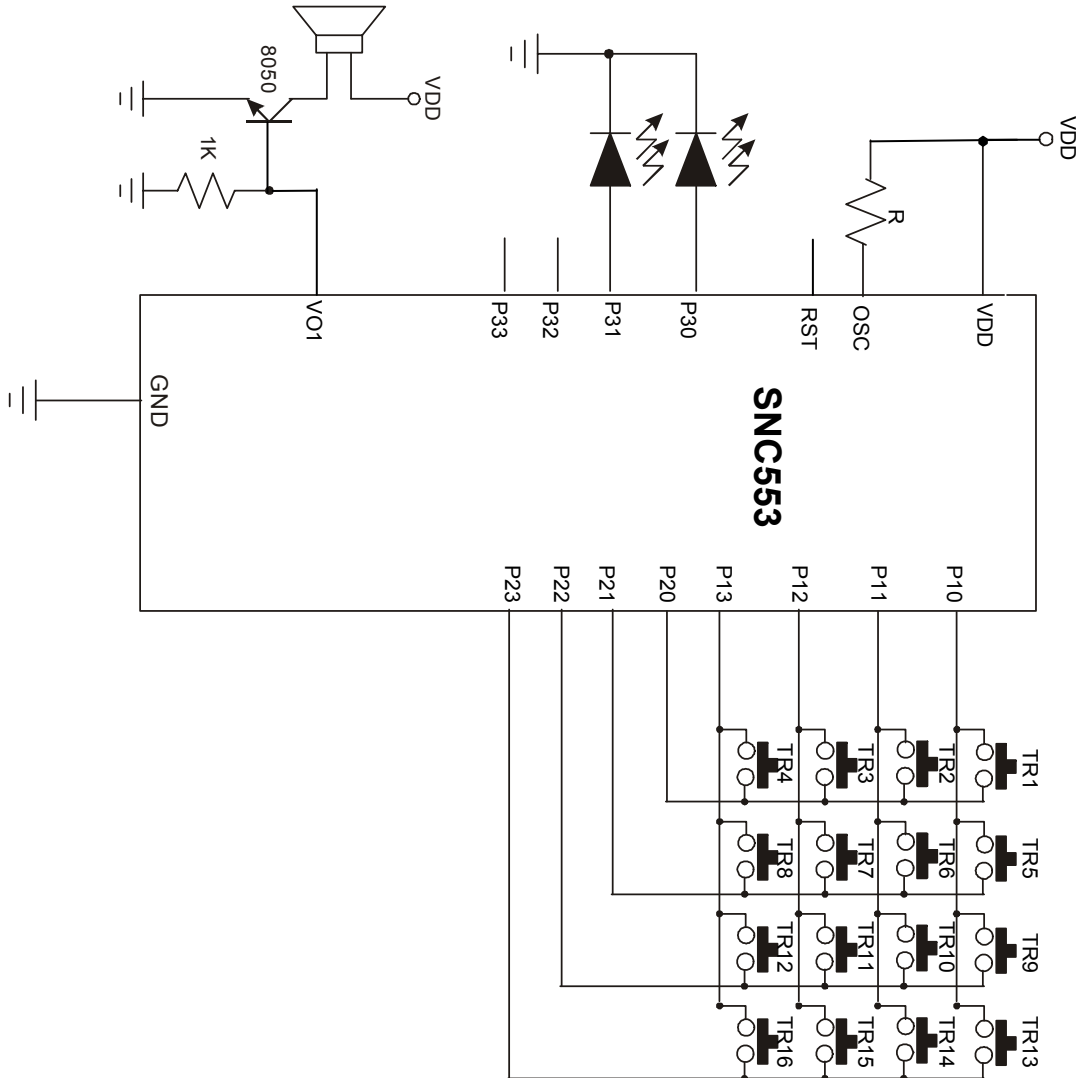 VDD
TR1
TR5
TR9
TR13
VDD
P10
TR2
TR6
TR10
TR14
R
OSC
P11
TR3
TR7
TR11
TR15
RST
P12
TR4
TR8
TR12
TR16
SNC553
P13
P30
P20
P31
P21
P32
P22
P33
P23
VDD
VO1
8050
1K
GND